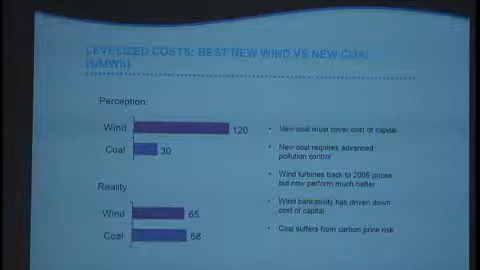 LEVELIZED COSTS: BEST NEW WIND VS NEW COAL
($/MWh)
Perception:
Wind 120
Coal 30
Reality:
Wind 65
Coal 68
• New coal must cover cost of capital
• New coal requires advanced
pollution control
• Wind turbines back to 2006 prices
but now perform much better
• Wind bankability has driven down
cost of capital
• Coal suffers from carbon price risk